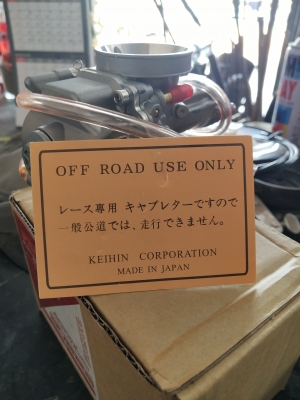 OFF ROAD USE ONLY
レース専用 キャブレターですので
一般公道では、走行できません。
KEIHIN CORPORATION
MADE IN JAPAN